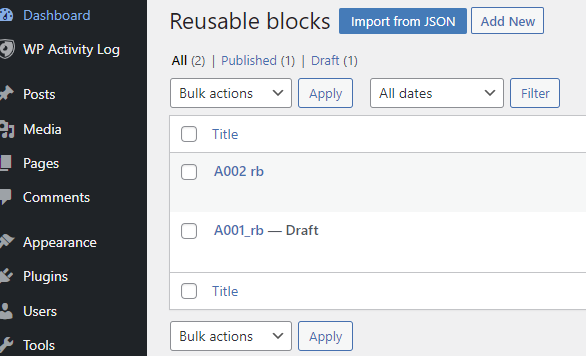 Dashboard
WP Activity Log
Posts
Media
Pages
Comments
Appearance
Plugins
Users
Tools
Reusable blocks Import from JSON Add New
All (2) | Published (1) | Draft (1)
Bulk actions Apply All dates Filter
Title
A002 rb
A001_rb — Draft
Title
Bulk actions Apply